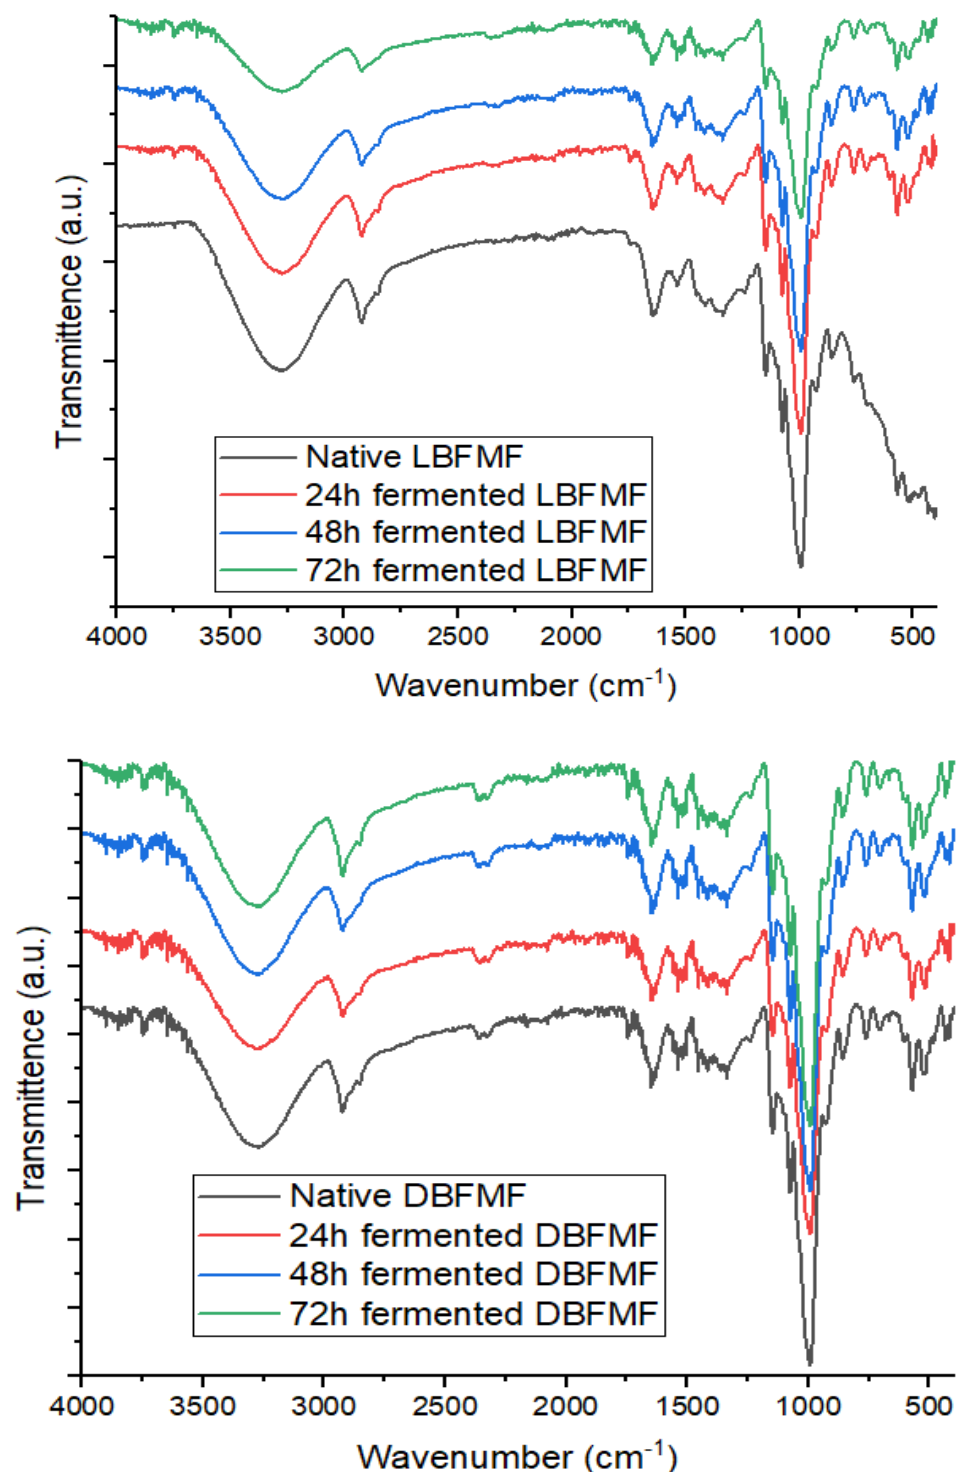 Transmittence (a.u.)
Native LBFMF
24h fermented LBFMF
48h fermented LBFMF
72h fermented LBFMF
4000 3500 3000 2500 2000 1500 1000 500
Wavenumber (cm⁻¹)
Transmittence (a.u.)
Native DBFMF
24h fermented DBFMF
48h fermented DBFMF
72h fermented DBFMF
4000 3500 3000 2500 2000 1500 1000 500
Wavenumber (cm⁻¹)